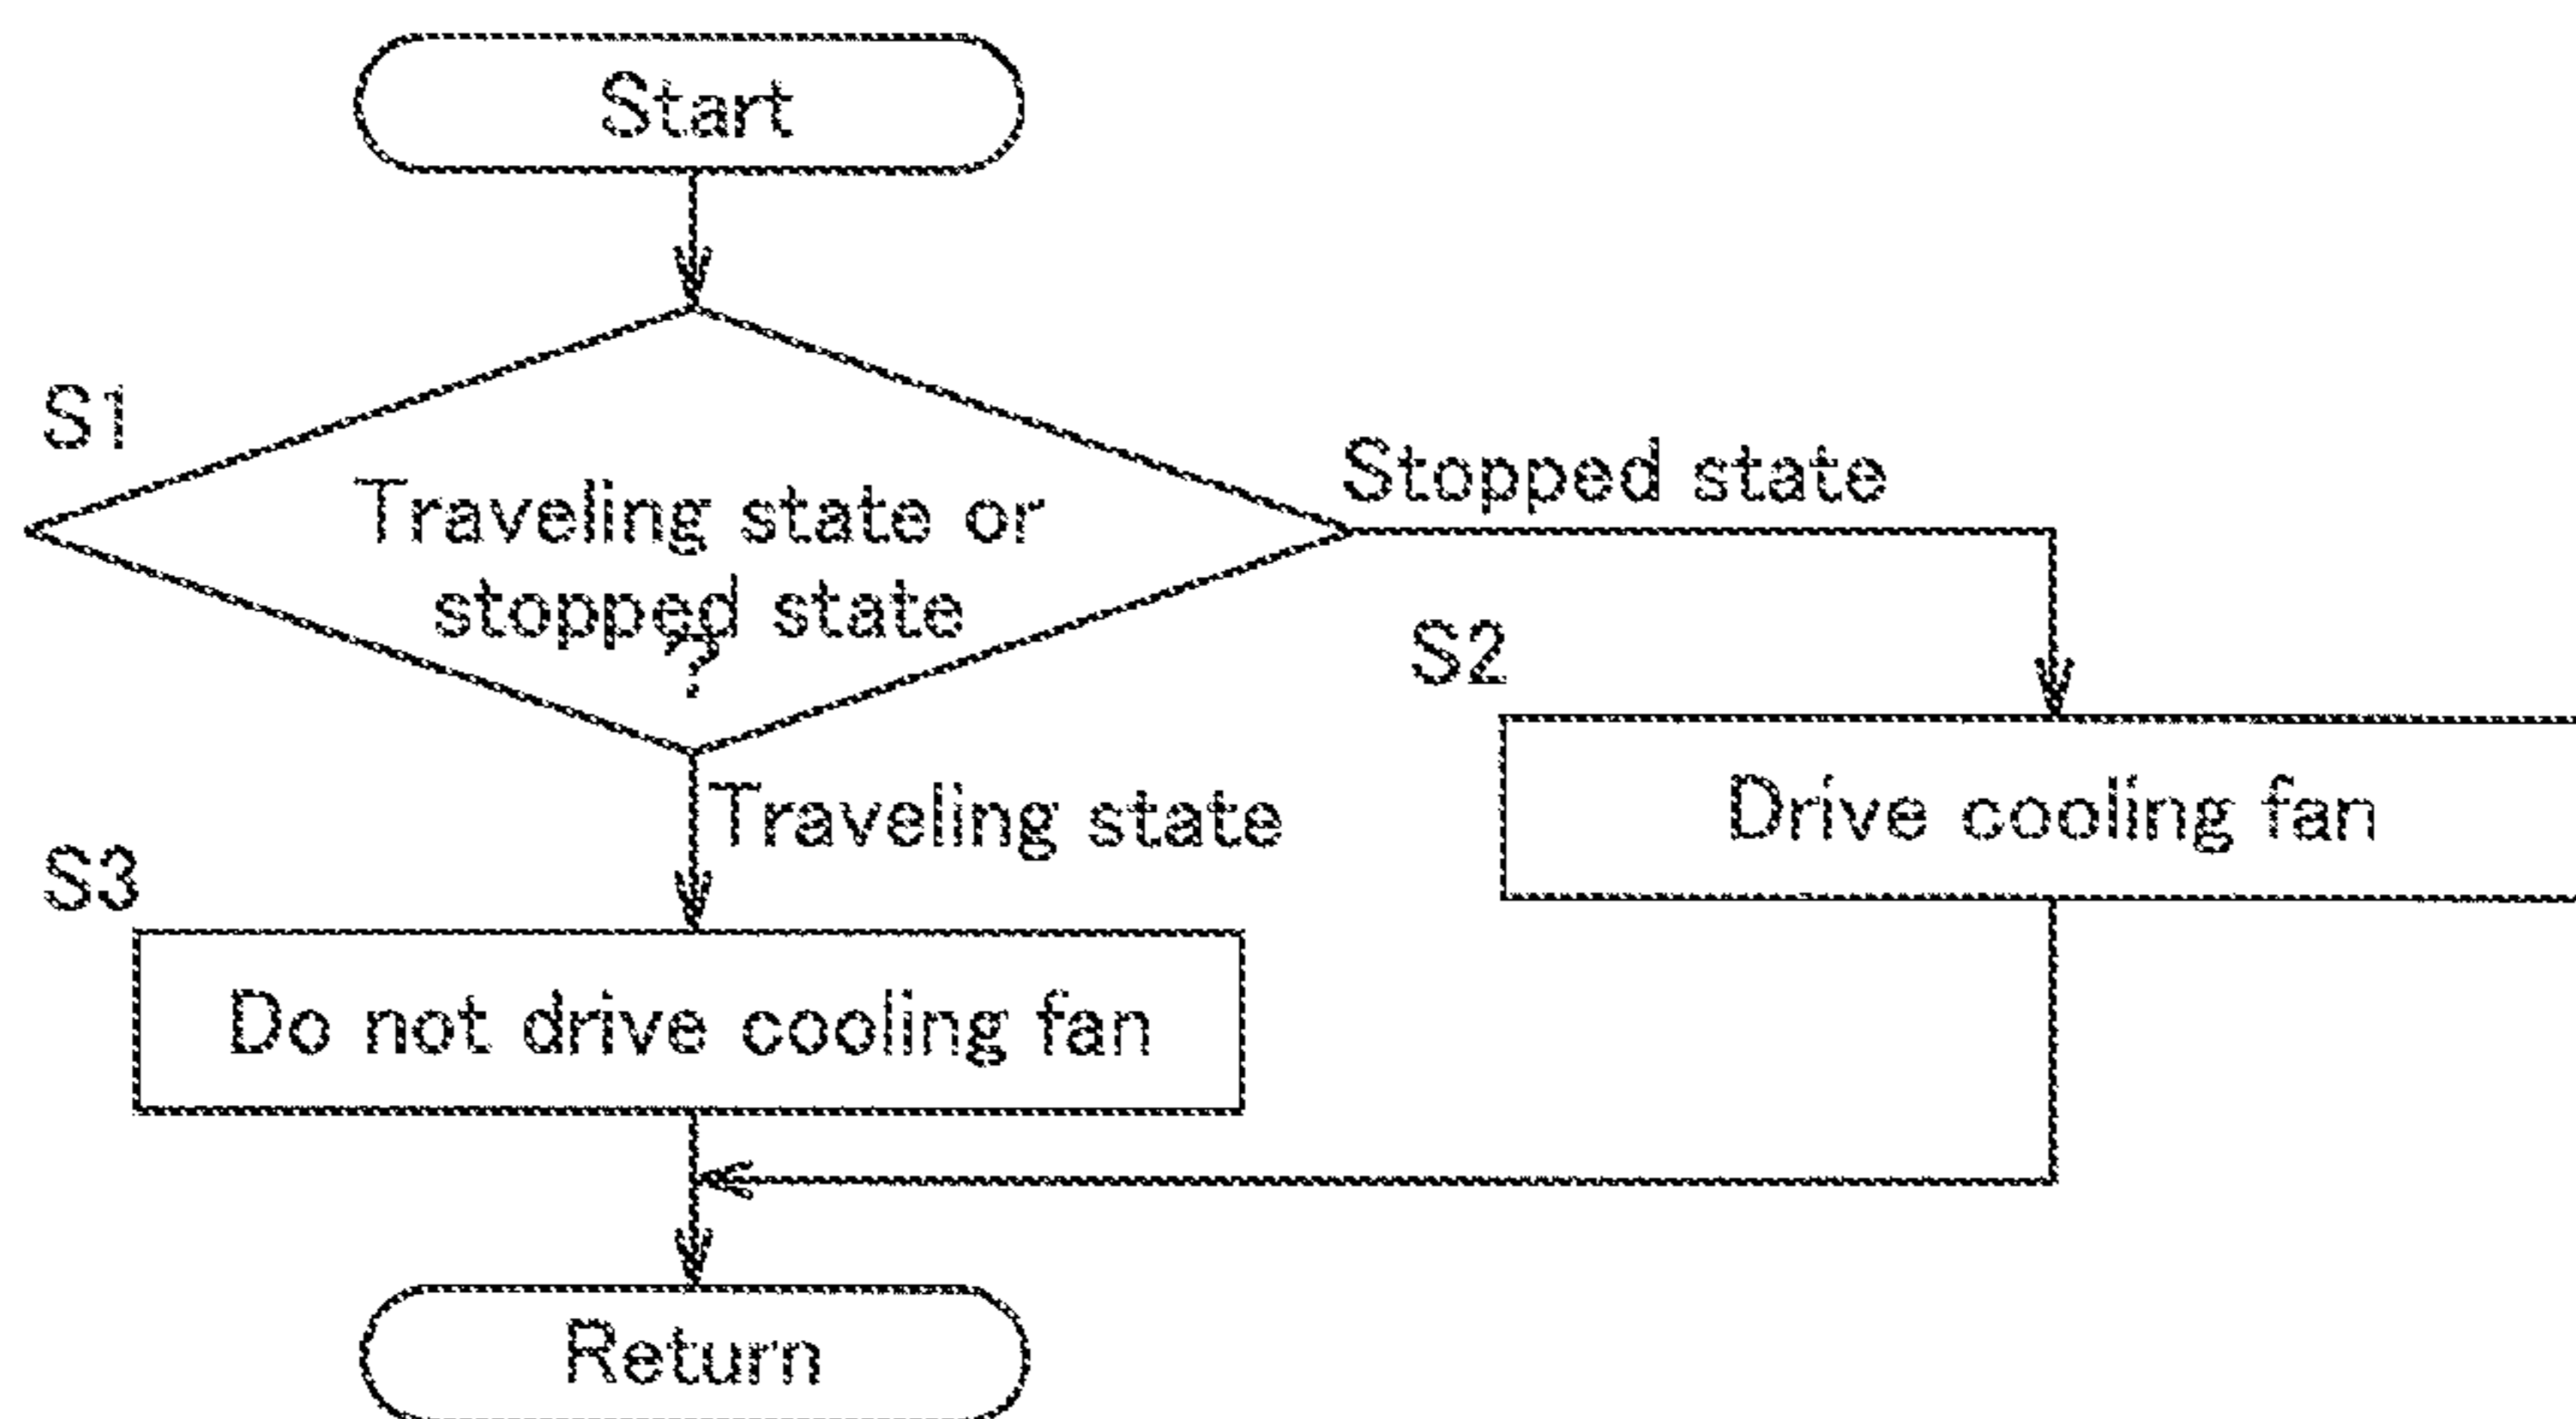 Start
S1
Traveling state or
stopped state
?
Stopped state
S2
Drive cooling fan
Traveling state
S3
Do not drive cooling fan
Return